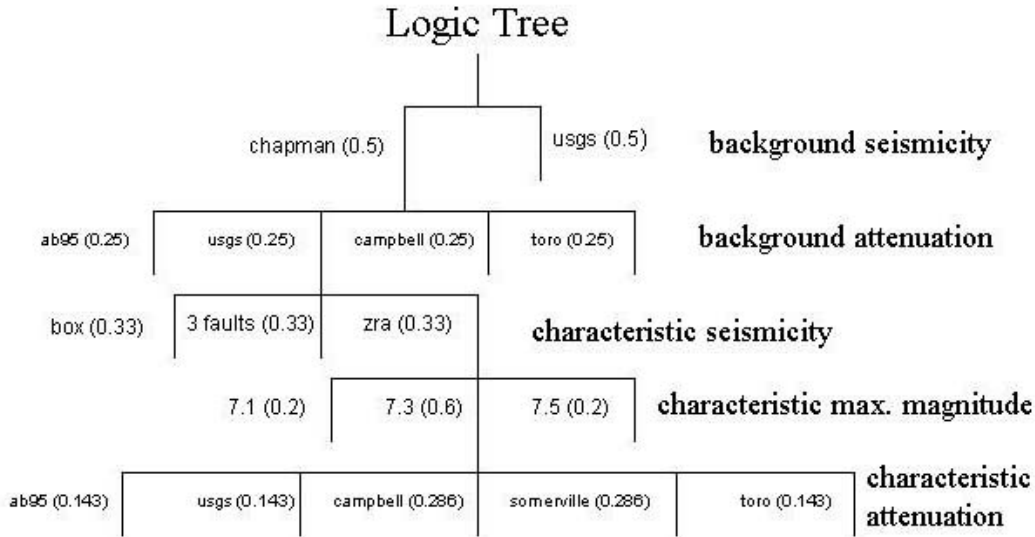 Logic Tree
chapman (0.5)
usgs (0.5)
background seismicity
ab95 (0.25)
usgs (0.25)
campbell (0.25)
toro (0.25)
background attenuation
box (0.33)
3 faults (0.33)
zra (0.33)
characteristic seismicity
7.1 (0.2)
7.3 (0.6)
7.5 (0.2)
characteristic max. magnitude
ab95 (0.143)
usgs (0.143)
campbell (0.286)
somerville (0.286)
toro (0.143)
characteristic
attenuation